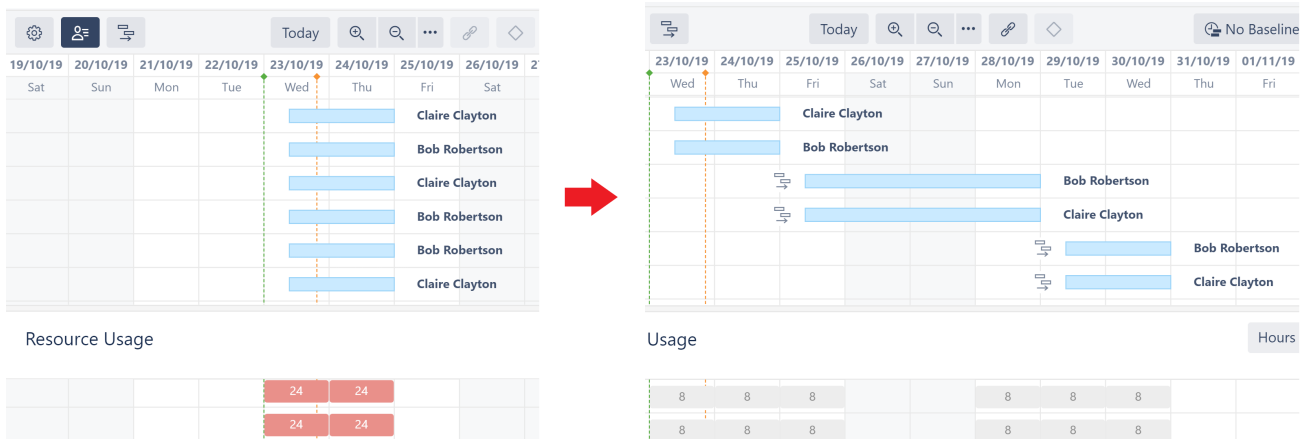 Today
19/10/19 20/10/19 21/10/19 22/10/19 23/10/19 24/10/19 25/10/19 26/10/19
Sat Sun Mon Tue Wed Thu Fri Sat
Claire Clayton
Bob Robertson
Claire Clayton
Bob Robertson
Bob Robertson
Claire Clayton
Resource Usage
24 24
24 24
Today No Baseline
23/10/19 24/10/19 25/10/19 26/10/19 27/10/19 28/10/19 29/10/19 30/10/19 31/10/19 01/11/19
Wed Thu Fri Sat Sun Mon Tue Wed Thu Fri
Claire Clayton
Bob Robertson
Bob Robertson
Claire Clayton
Bob Robertson
Claire Clayton
Usage Hours
8 8 8 8 8 8
8 8 8 8 8 8